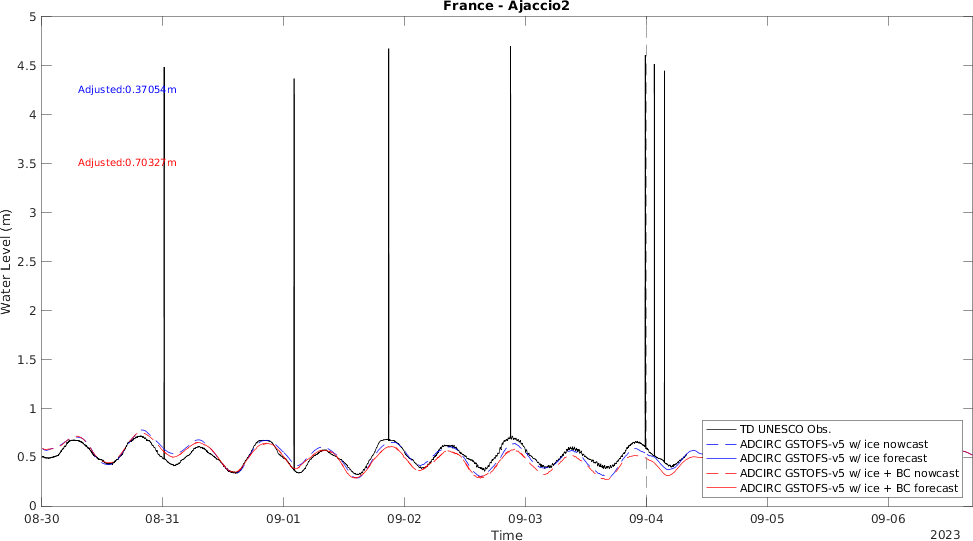 France - Ajaccio2
5
4.5
4
3.5
3
2.5
2
1.5
1
0.5
0
Water Level (m)
Adjusted:0.37054m
Adjusted:0.70327m
TD UNESCO Obs.
ADCIRC GSTOFS-v5 w/ ice nowcast
ADCIRC GSTOFS-v5 w/ ice forecast
ADCIRC GSTOFS-v5 w/ ice + BC nowcast
ADCIRC GSTOFS-v5 w/ ice + BC forecast
08-30 08-31 09-01 09-02 09-03 09-04 09-05 09-06
Time
2023